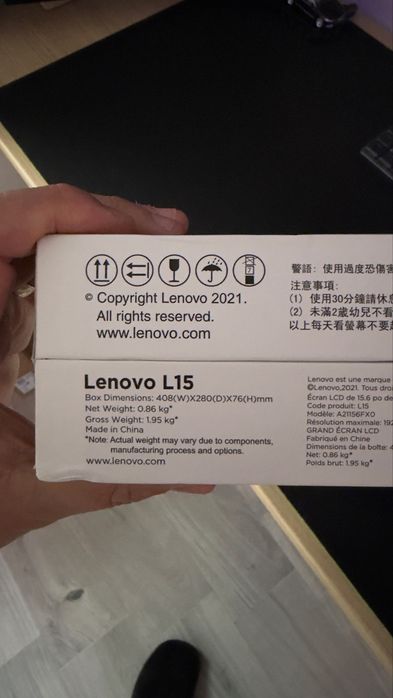 © Copyright Lenovo 2021.
All rights reserved.
www.lenovo.com
警語: 使用過度恐傷害
注意事項:
(1) 使用30分鐘請休息
(2) 未滿2歲幼兒不看
以上每天看螢幕不要超
Lenovo L15
Box Dimensions: 408(W)X280(D)X76(H)mm
Net Weight: 0.86 kg*
Gross Weight: 1.95 kg*
Made in China
*Note: Actual weight may vary due to components,
manufacturing process and options.
www.lenovo.com
Lenovo est une marque
©Lenovo,2021. Tous droi
Écran LCD de 15.6 po de
Code produit: L15
Modèle: A21156FX0
Résolution maximale: 192
GRAND ÉCRAN LCD
Fabriqué en Chine
Dimensions de la boîte: 4
Net: 0.86 kg*
Poids brut: 1.95 kg*